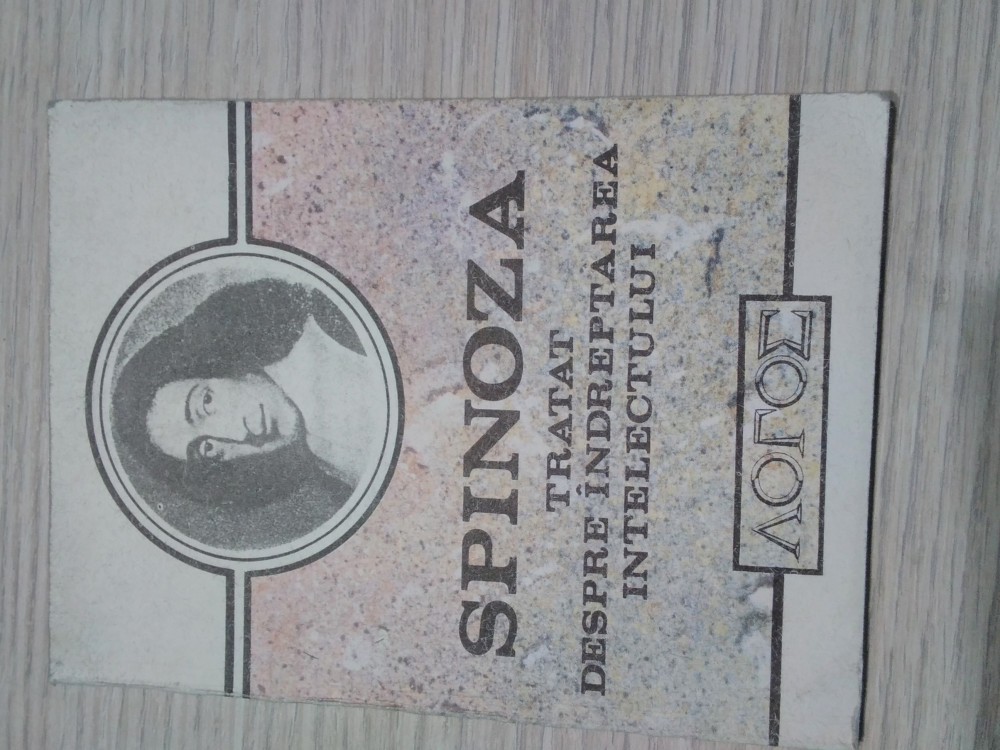 SPINOZA
TRATAT
DESPRE ÎNDREPTAREA
INTELECTULUI
ΛΟΓΟΣ